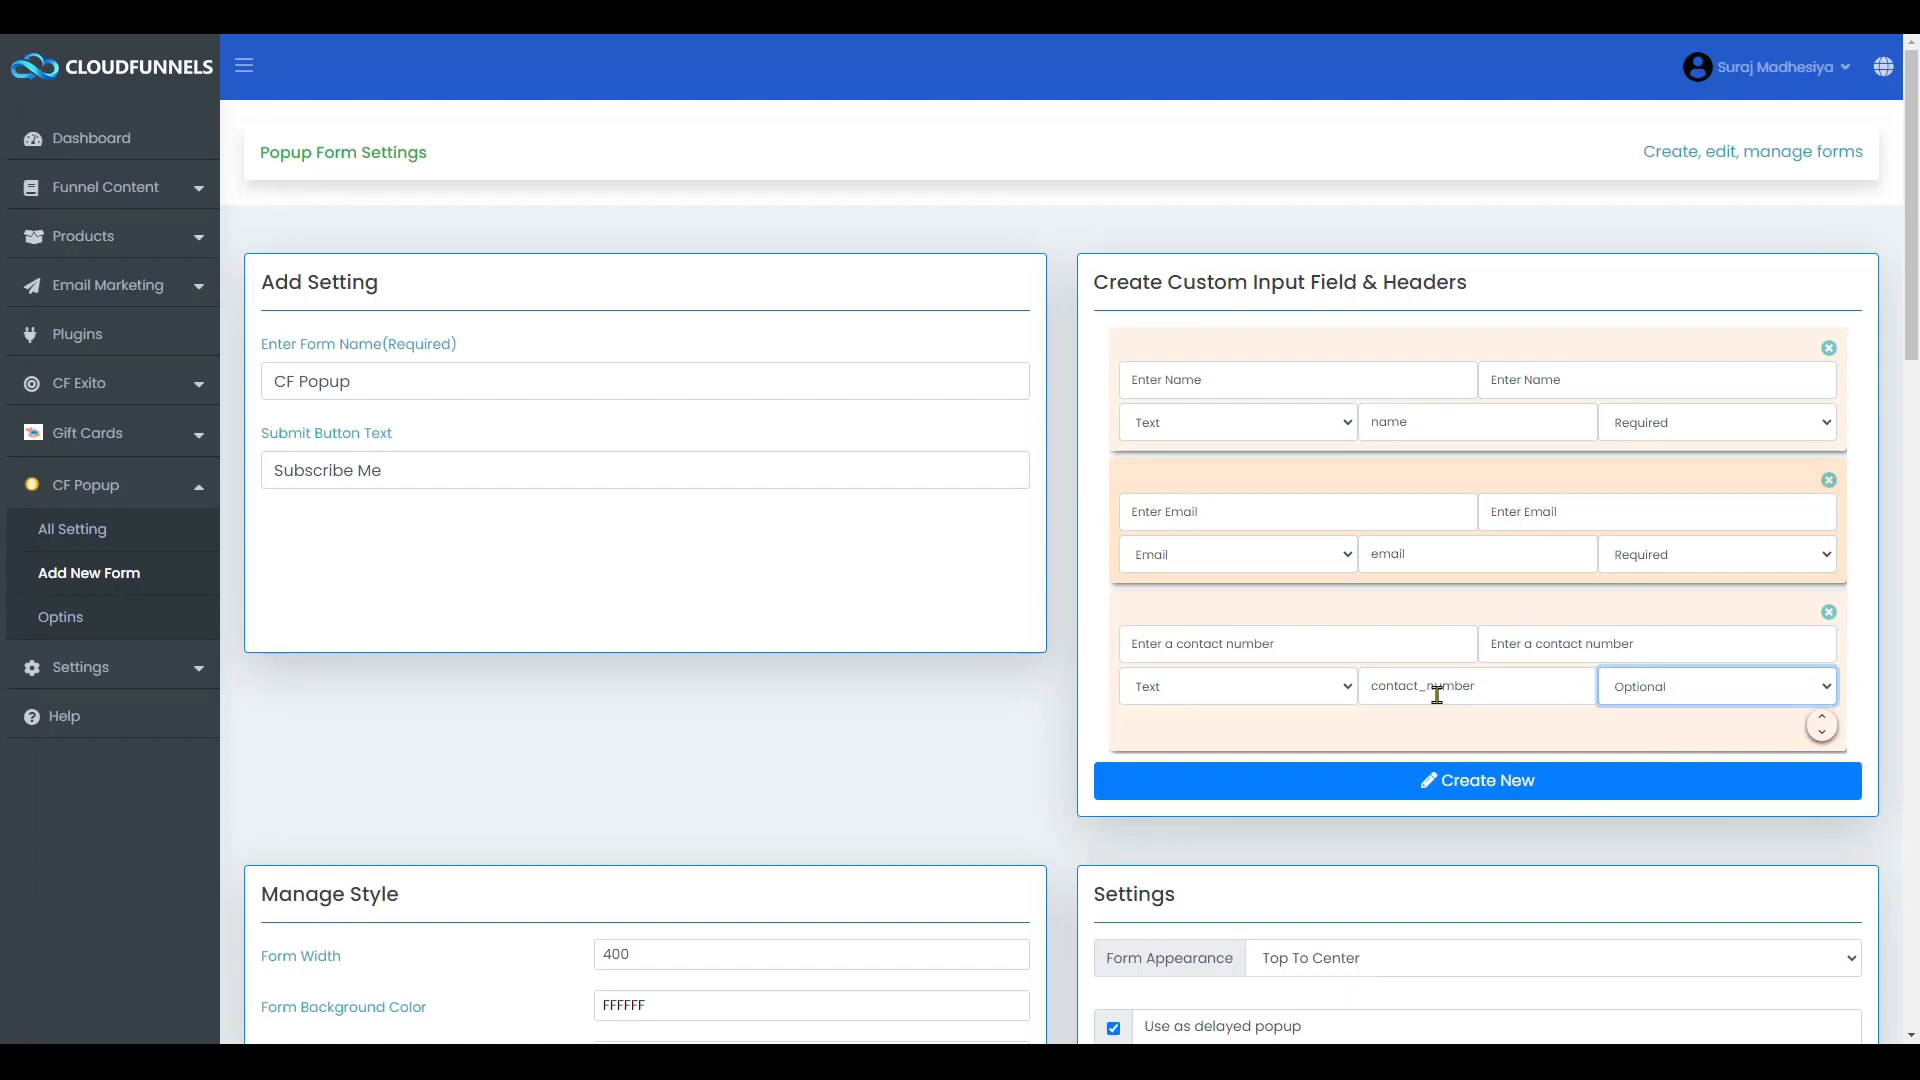 CLOUDFUNNELS
Suraj Madhesiya
Dashboard
Funnel Content
Products
Email Marketing
Plugins
CF Exito
Gift Cards
CF Popup
All Setting
Add New Form
Optins
Settings
Help
Popup Form Settings
Create, edit, manage forms
Add Setting
Enter Form Name(Required)
CF Popup
Submit Button Text
Subscribe Me
Create Custom Input Field & Headers
Enter Name Enter Name
Text name Required
Enter Email Enter Email
Email email Required
Enter a contact number Enter a contact number
Text contact_number Optional
Create New
Manage Style
Form Width 400
Form Background Color FFFFFF
Settings
Form Appearance Top To Center
Use as delayed popup